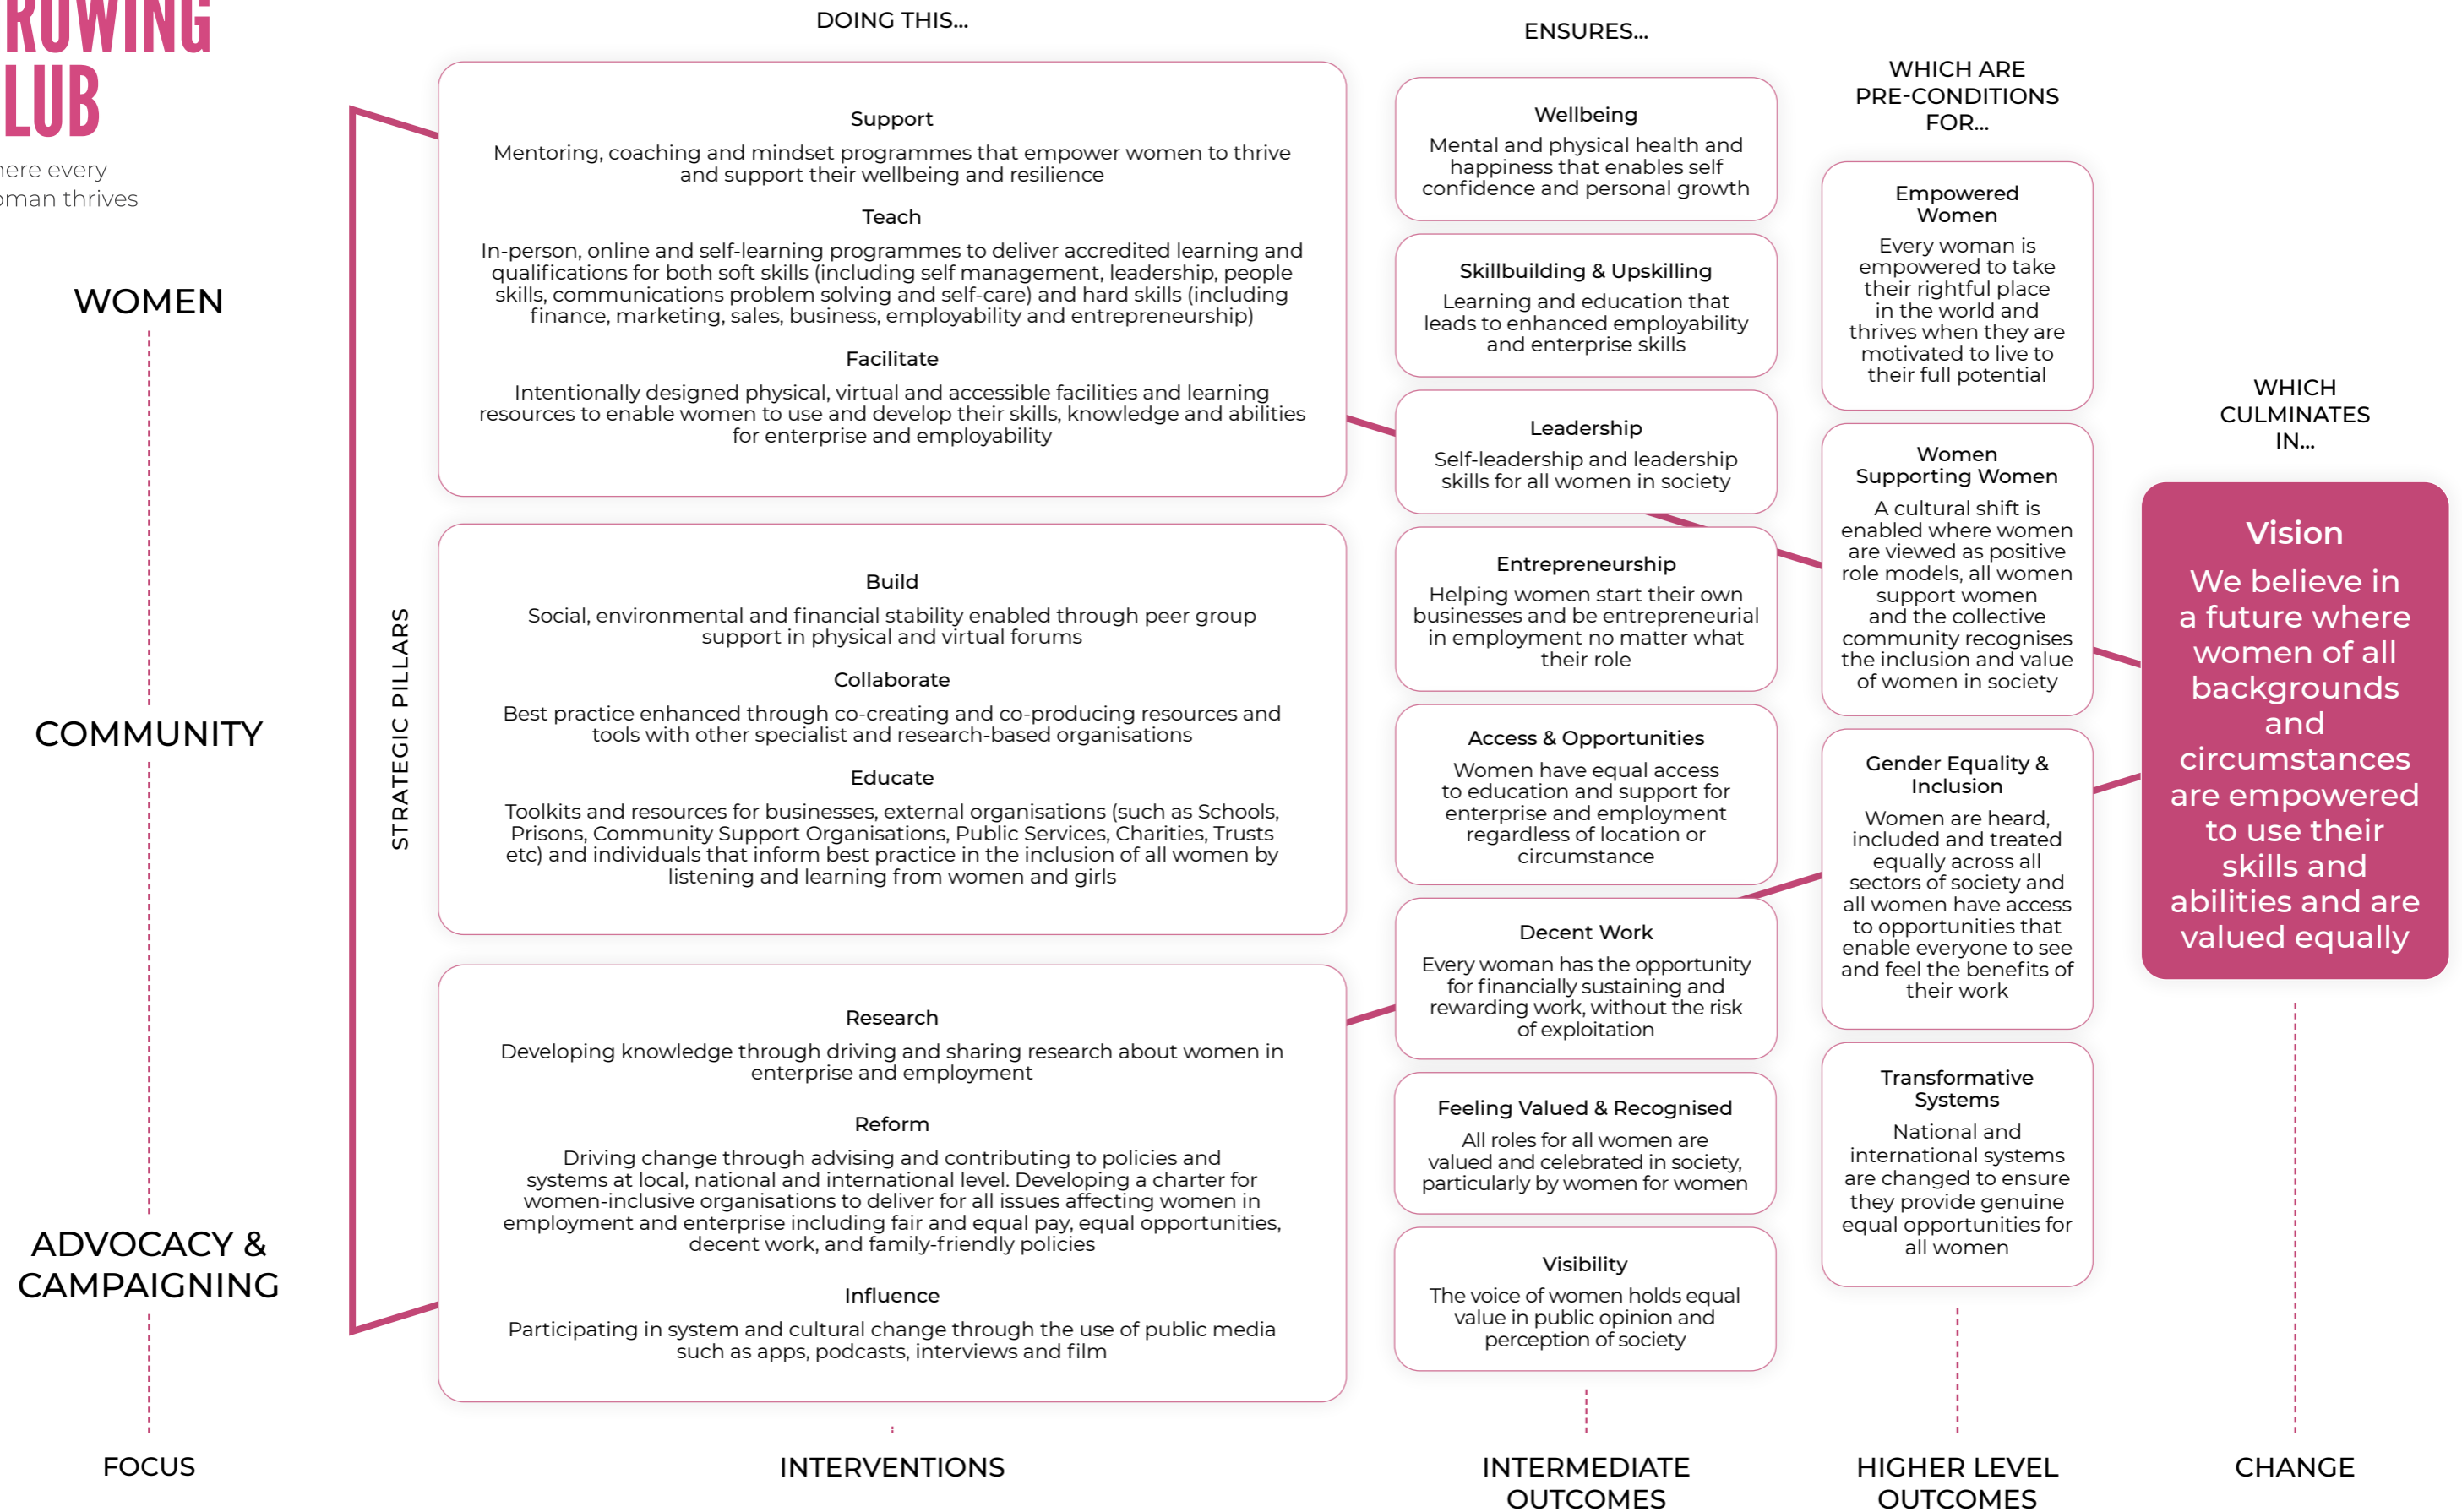 ROWING
LUB
here every
oman thrives
WOMEN
COMMUNITY
ADVOCACY &
CAMPAIGNING
FOCUS
STRATEGIC PILLARS
DOING THIS...
Support
Mentoring, coaching and mindset programmes that empower women to thrive
and support their wellbeing and resilience
Teach
In-person, online and self-learning programmes to deliver accredited learning and
qualifications for both soft skills (including self management, leadership, people
skills, communications problem solving and self-care) and hard skills (including
finance, marketing, sales, business, employability and entrepreneurship)
Facilitate
Intentionally designed physical, virtual and accessible facilities and learning
resources to enable women to use and develop their skills, knowledge and abilities
for enterprise and employability
Build
Social, environmental and financial stability enabled through peer group
support in physical and virtual forums
Collaborate
Best practice enhanced through co-creating and co-producing resources and
tools with other specialist and research-based organisations
Educate
Toolkits and resources for businesses, external organisations (such as Schools,
Prisons, Community Support Organisations, Public Services, Charities, Trusts
etc) and individuals that inform best practice in the inclusion of all women by
listening and learning from women and girls
Research
Developing knowledge through driving and sharing research about women in
enterprise and employment
Reform
Driving change through advising and contributing to policies and
systems at local, national and international level. Developing a charter for
women-inclusive organisations to deliver for all issues affecting women in
employment and enterprise including fair and equal pay, equal opportunities,
decent work, and family-friendly policies
Influence
Participating in system and cultural change through the use of public media
such as apps, podcasts, interviews and film
INTERVENTIONS
ENSURES...
Wellbeing
Mental and physical health and
happiness that enables self
confidence and personal growth
Skillbuilding & Upskilling
Learning and education that
leads to enhanced employability
and enterprise skills
Leadership
Self-leadership and leadership
skills for all women in society
Entrepreneurship
Helping women start their own
businesses and be entrepreneurial
in employment no matter what
their role
Access & Opportunities
Women have equal access
to education and support for
enterprise and employment
regardless of location or
circumstance
Decent Work
Every woman has the opportunity
for financially sustaining and
rewarding work, without the risk
of exploitation
Feeling Valued & Recognised
All roles for all women are
valued and celebrated in society,
particularly by women for women
Visibility
The voice of women holds equal
value in public opinion and
perception of society
INTERMEDIATE
OUTCOMES
WHICH ARE
PRE-CONDITIONS
FOR...
Empowered
Women
Every woman is
empowered to take
their rightful place
in the world and
thrives when they are
motivated to live to
their full potential
Women
Supporting Women
A cultural shift is
enabled where women
are viewed as positive
role models, all women
support women
and the collective
community recognises
the inclusion and value
of women in society
Gender Equality &
Inclusion
Women are heard,
included and treated
equally across all
sectors of society and
all women have access
to opportunities that
enable everyone to see
and feel the benefits of
their work
Transformative
Systems
National and
international systems
are changed to ensure
they provide genuine
equal opportunities for
all women
HIGHER LEVEL
OUTCOMES
WHICH
CULMINATES
IN...
Vision
We believe in
a future where
women of all
backgrounds
and
circumstances
are empowered
to use their
skills and
abilities and are
valued equally
CHANGE